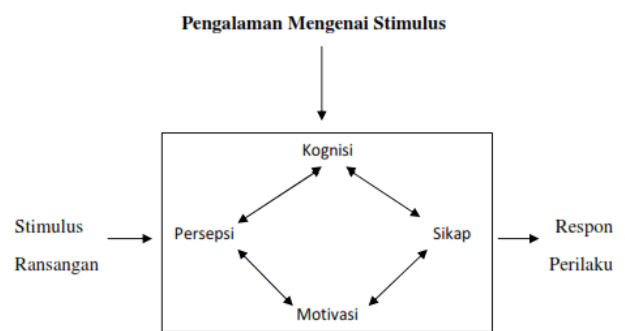 Pengalaman Mengenai Stimulus
Kognisi
Stimulus
Ransangan
Persepsi
Sikap
Respon
Perilaku
Motivasi